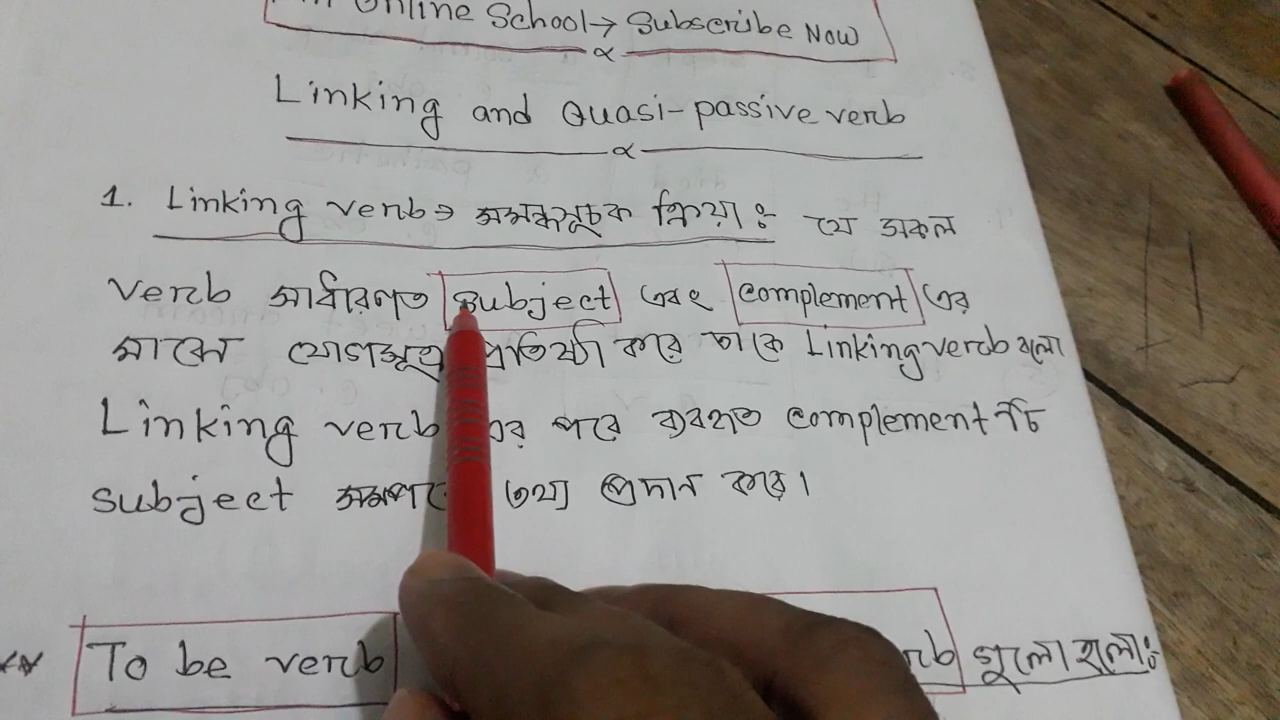 Online School→ Subscribe Now
Linking and Quasi-passive verb
1. Linking verb→ সম্বন্ধসূচক ক্রিয়াঃ যে সকল
verb সাধারণত Subject এবং complement এর
মাঝে যোগসূত্র প্রতিষ্ঠা করে তাকে Linking verb বলে।
Linking verb এর পরে ব্যবহৃত complement টি
subject সম্পর্কে তথ্য প্রদান করে।
To be verb গুলো হলোঃ